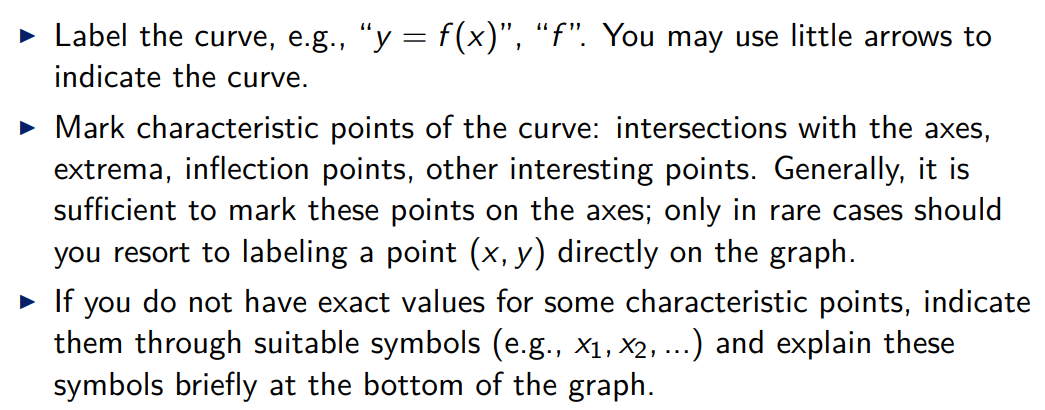 ▶ Label the curve, e.g., “y = f(x)”, “f”. You may use little arrows to
indicate the curve.
▶ Mark characteristic points of the curve: intersections with the axes,
extrema, inflection points, other interesting points. Generally, it is
sufficient to mark these points on the axes; only in rare cases should
you resort to labeling a point (x, y) directly on the graph.
▶ If you do not have exact values for some characteristic points, indicate
them through suitable symbols (e.g., x₁, x₂, ...) and explain these
symbols briefly at the bottom of the graph.